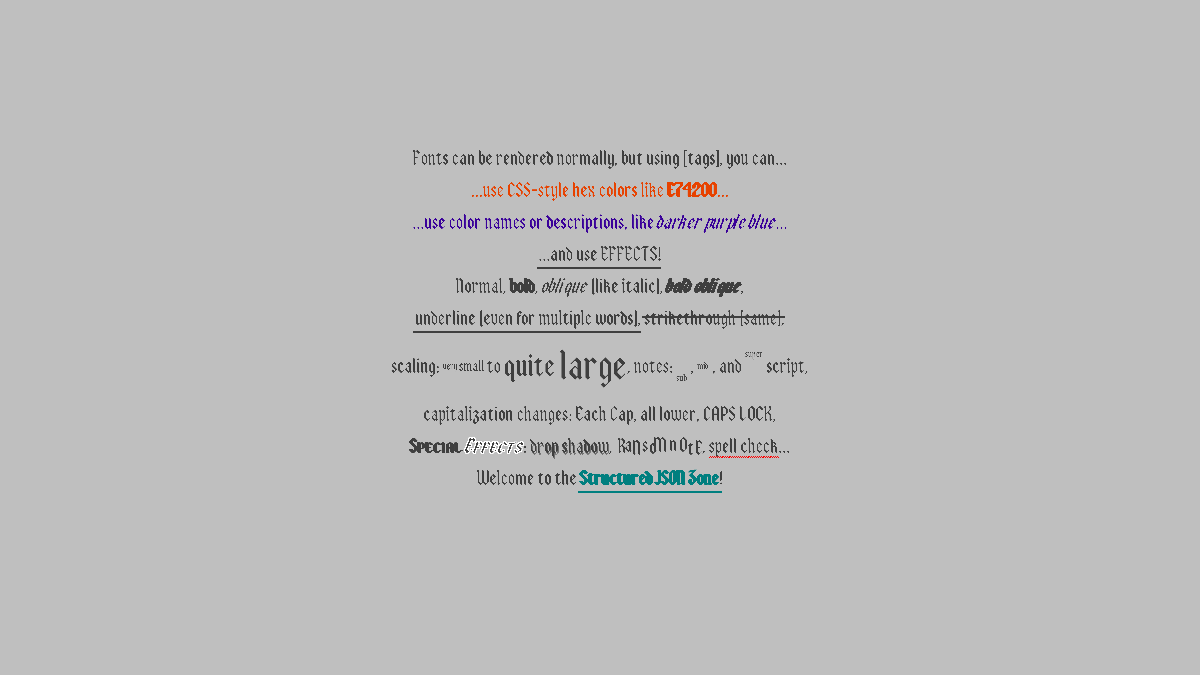 Fonts can be rendered normally, but using [tags], you can...
...use CSS-style hex colors like E74200...
...use color names or descriptions, like darker purple blue...
...and use EFFECTS!
Normal, bold, oblique (like italic), bold oblique,
underline (even for multiple words), strikethrough (same),
scaling: very small to quite large, notes: sub, mid, and super script,
capitalization changes: Each Cap, all lower, CAPS LOCK,
Special Effects: drop shadow, RaNsoM nOtE, spell check...
Welcome to the Structured JSON Zone!